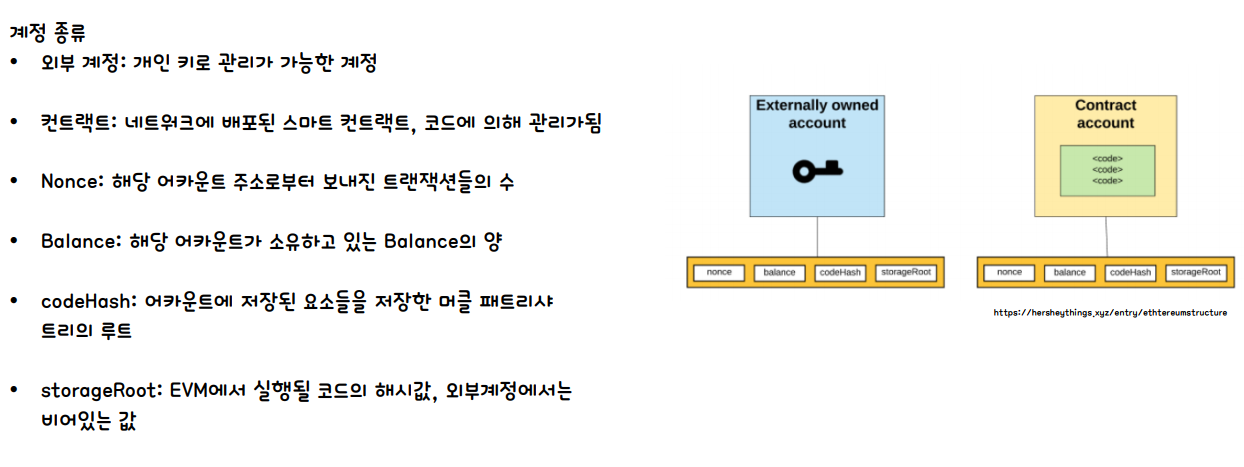 계정 종류
• 외부 계정: 개인 키로 관리가 가능한 계정
• 컨트랙트: 네트워크에 배포된 스마트 컨트랙트, 코드에 의해 관리가됨
• Nonce: 해당 어카운트 주소로부터 보내진 트랜잭션들의 수
• Balance: 해당 어카운트가 소유하고 있는 Balance의 양
• codeHash: 어카운트에 저장된 요소들을 저장한 머클 패트리샤
트리의 루트
• storageRoot: EVM에서 실행될 코드의 해시값, 외부계정에서는
비어있는 값
Externally owned
account
nonce balance codeHash storageRoot
Contract
account
<code>
<code>
<code>
nonce balance codeHash storageRoot
https://hersheythings.xyz/entry/ethtereumstructure